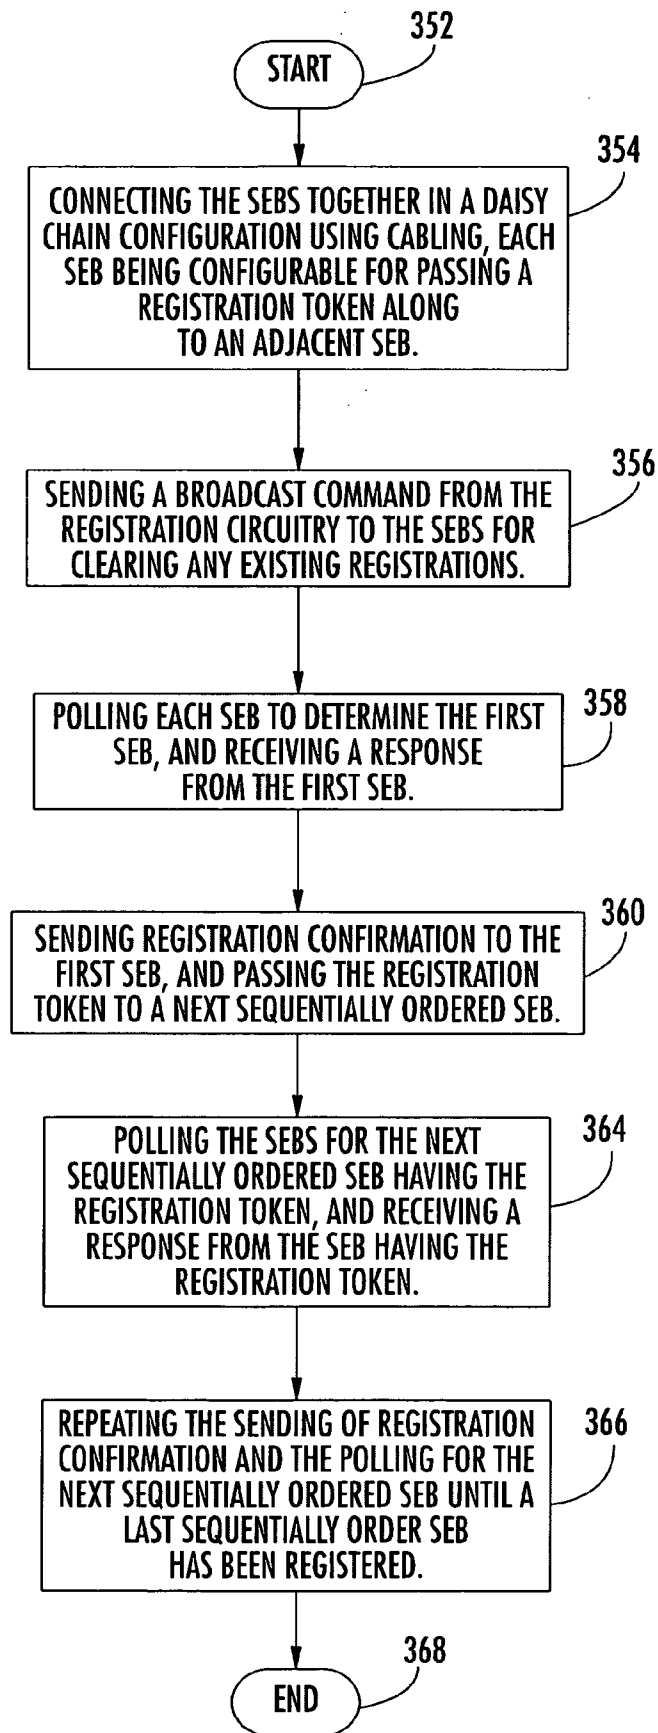 352
START
354
CONNECTING THE SEBS TOGETHER IN A DAISY
CHAIN CONFIGURATION USING CABLING, EACH
SEB BEING CONFIGURABLE FOR PASSING A
REGISTRATION TOKEN ALONG
TO AN ADJACENT SEB.
356
SENDING A BROADCAST COMMAND FROM THE
REGISTRATION CIRCUITRY TO THE SEBS FOR
CLEARING ANY EXISTING REGISTRATIONS.
358
POLLING EACH SEB TO DETERMINE THE FIRST
SEB, AND RECEIVING A RESPONSE
FROM THE FIRST SEB.
360
SENDING REGISTRATION CONFIRMATION TO THE
FIRST SEB, AND PASSING THE REGISTRATION
TOKEN TO A NEXT SEQUENTIALLY ORDERED SEB.
364
POLLING THE SEBS FOR THE NEXT
SEQUENTIALLY ORDERED SEB HAVING THE
REGISTRATION TOKEN, AND RECEIVING A
RESPONSE FROM THE SEB HAVING THE
REGISTRATION TOKEN.
366
REPEATING THE SENDING OF REGISTRATION
CONFIRMATION AND THE POLLING FOR THE
NEXT SEQUENTIALLY ORDERED SEB UNTIL A
LAST SEQUENTIALLY ORDER SEB
HAS BEEN REGISTERED.
368
END